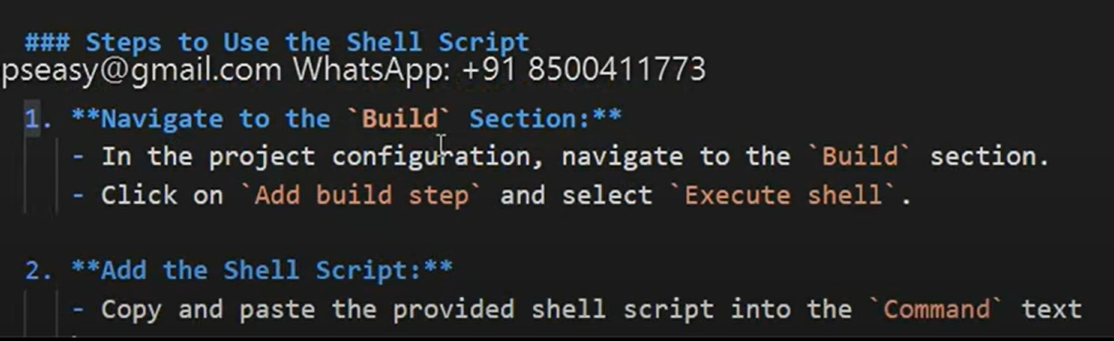 ### Steps to Use the Shell Script
pseasy@gmail.com WhatsApp: +91 8500411773
1. **Navigate to the `Build` Section:**
- In the project configuration, navigate to the `Build` section.
- Click on `Add build step` and select `Execute shell`.
2. **Add the Shell Script:**
- Copy and paste the provided shell script into the `Command` text